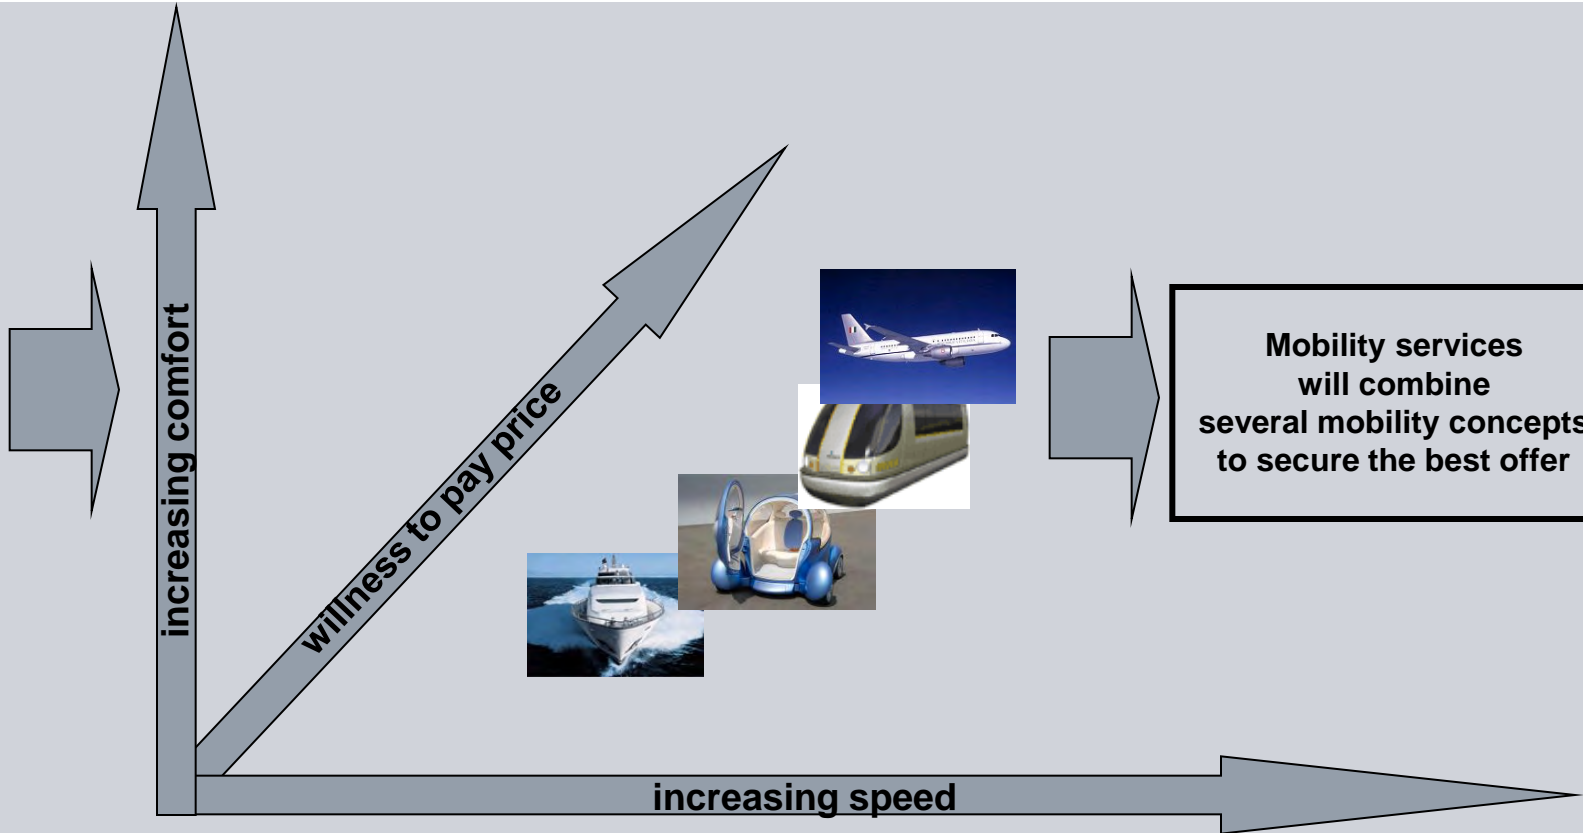 increasing comfort
willness to pay price
Mobility services
will combine
several mobility concepts
to secure the best offer
increasing speed